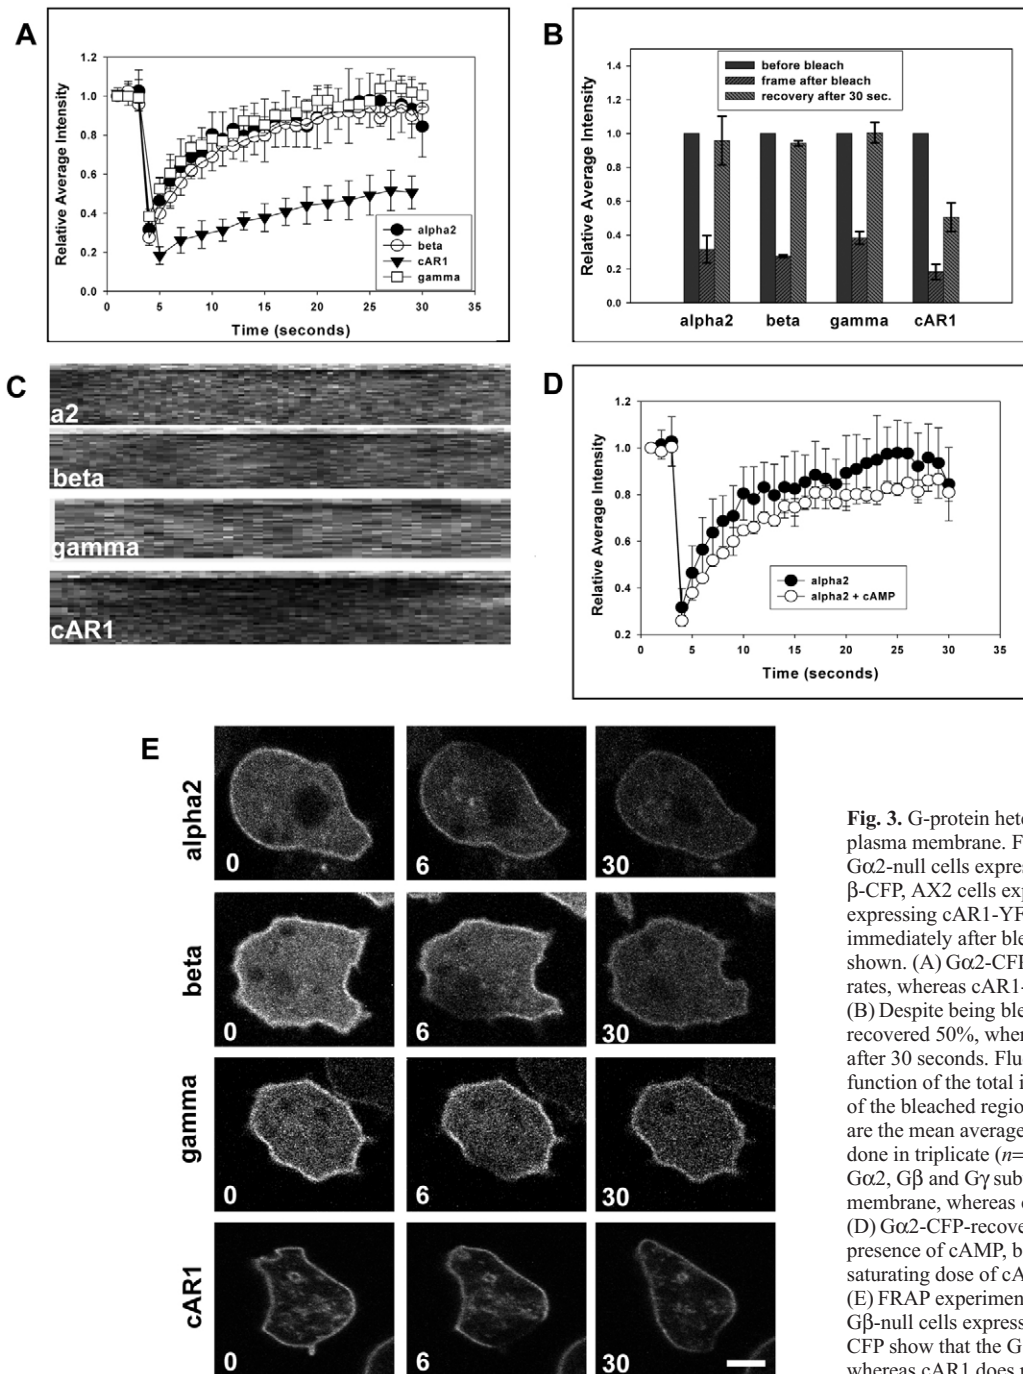 A
Relative Average Intensity
1.2
1.0
0.8
0.6
0.4
0.2
0.0
0 5 10 15 20 25 30 35
Time (seconds)
alpha2
beta
cAR1
gamma
B
Relative Average Intensity
1.4
1.2
1.0
0.8
0.6
0.4
0.2
0.0
before bleach
frame after bleach
recovery after 30 sec.
alpha2 beta gamma cAR1
C
a2
beta
gamma
cAR1
D
Relative Average Intensity
1.2
1.0
0.8
0.6
0.4
0.2
0 5 10 15 20 25 30 35
Time (seconds)
alpha2
alpha2 + cAMP
E
alpha2
0 6 30
beta
0 6 30
gamma
0 6 30
cAR1
0 6 30
Fig. 3. G-protein hete
plasma membrane. F
Gα2-null cells expres
β-CFP, AX2 cells exp
expressing cAR1-YF
immediately after blea
shown. (A) Gα2-CFP
rates, whereas cAR1-
(B) Despite being blea
recovered 50%, wher
after 30 seconds. Fluo
function of the total i
of the bleached region
are the mean average
done in triplicate (n=
Gα2, Gβ and Gγ sub
membrane, whereas c
(D) Gα2-CFP-recove
presence of cAMP, b
saturating dose of cA
(E) FRAP experimen
Gβ-null cells express
CFP show that the G
whereas cAR1 does n